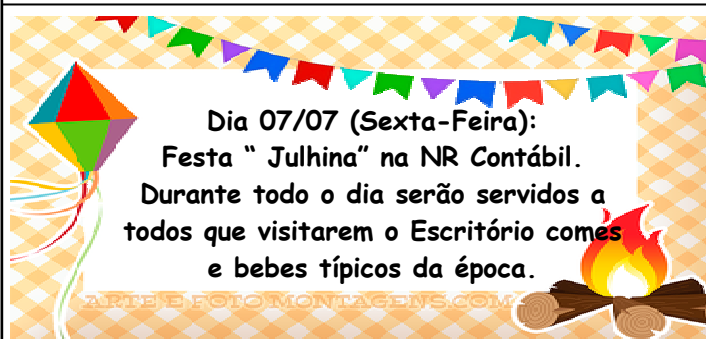 Dia 07/07 (Sexta-Feira):
Festa “ Julhina” na NR Contábil.
Durante todo o dia serão servidos a
todos que visitarem o Escritório comes
e bebes típicos da época.
ARTE E FOTO MONTAGENS.COM